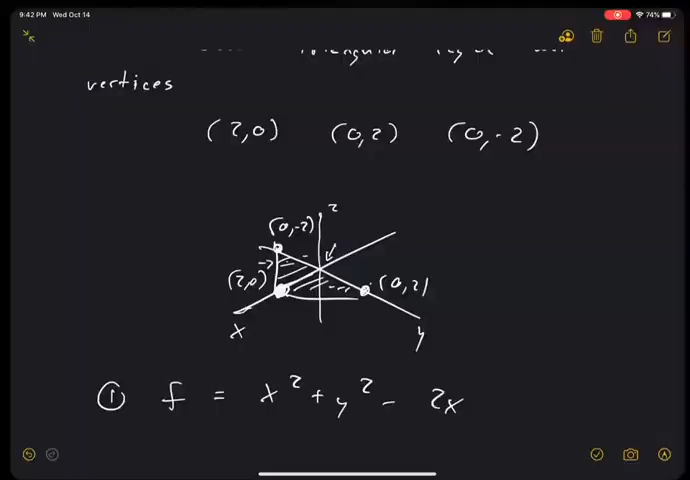 9:42 PM Wed Oct 14
74%
vertices
(2,0) (0,2) (0,-2)
z
(0,-2)
(2,0)
(0,2)
x
y
① f = x² + y² - 2x